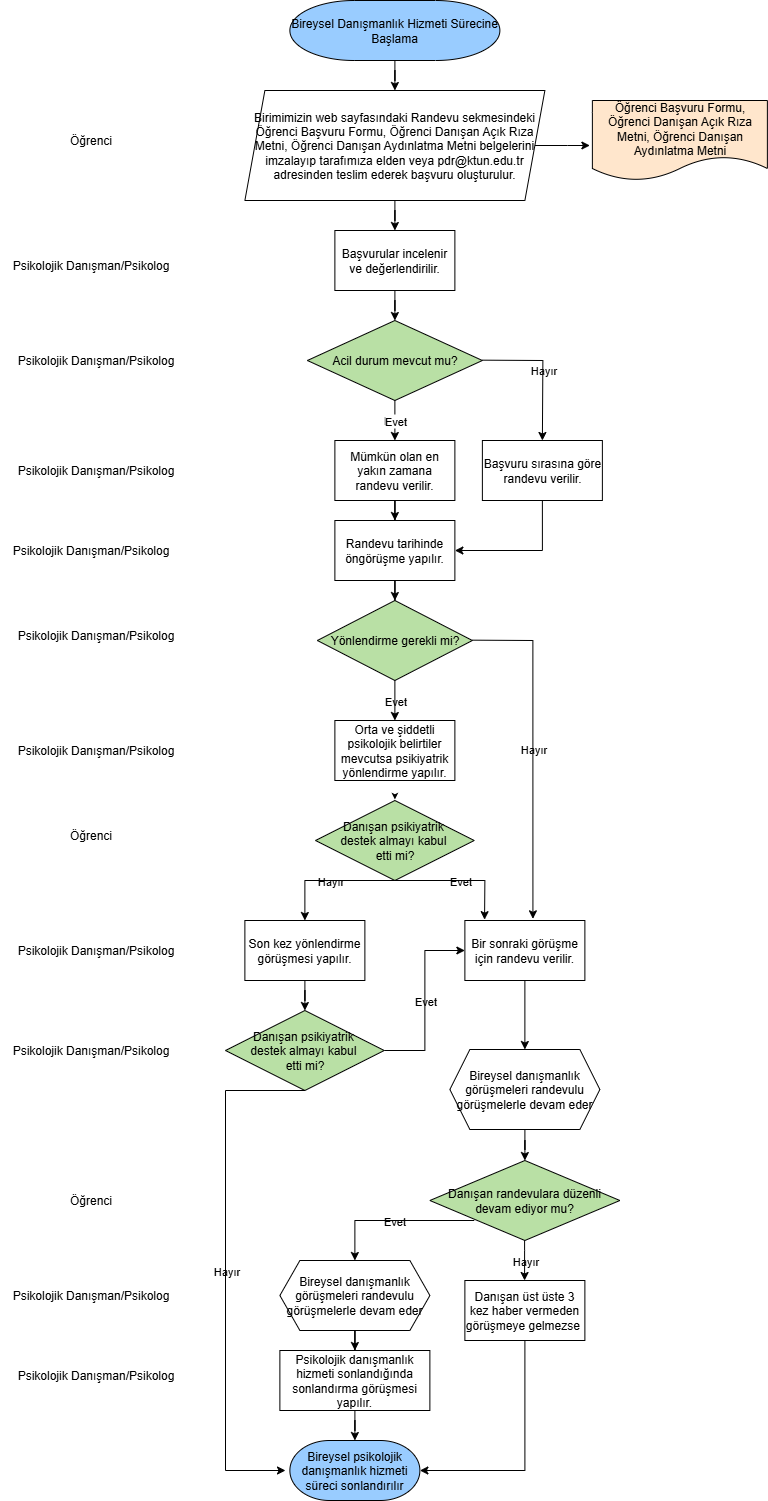 Bireysel Danışmanlık Hizmeti Sürecine
Başlama
Öğrenci
Birimimizin web sayfasındaki Randevu sekmesindeki
Öğrenci Başvuru Formu, Öğrenci Danışan Açık Rıza
Metni, Öğrenci Danışan Aydınlatma Metni belgelerini
imzalayıp tarafımıza elden veya pdr@ktun.edu.tr
adresinden teslim ederek başvuru oluşturulur.
Öğrenci Başvuru Formu,
Öğrenci Danışan Açık Rıza
Metni, Öğrenci Danışan
Aydınlatma Metni
Psikolojik Danışman/Psikolog
Başvurular incelenir
ve değerlendirilir.
Psikolojik Danışman/Psikolog
Acil durum mevcut mu?
Hayır
Evet
Psikolojik Danışman/Psikolog
Mümkün olan en
yakın zamana
randevu verilir.
Başvuru sırasına göre
randevu verilir.
Psikolojik Danışman/Psikolog
Randevu tarihinde
öngörüşme yapılır.
Psikolojik Danışman/Psikolog
Yönlendirme gerekli mi?
Evet
Hayır
Psikolojik Danışman/Psikolog
Orta ve şiddetli
psikolojik belirtiler
mevcutsa psikiyatrik
yönlendirme yapılır.
Öğrenci
Danışan psikiyatrik
destek almayı kabul
etti mi?
Hayır
Evet
Psikolojik Danışman/Psikolog
Son kez yönlendirme
görüşmesi yapılır.
Bir sonraki görüşme
için randevu verilir.
Evet
Psikolojik Danışman/Psikolog
Danışan psikiyatrik
destek almayı kabul
etti mi?
Bireysel danışmanlık
görüşmeleri randevulu
görüşmelerle devam eder
Öğrenci
Danışan randevulara düzenli
devam ediyor mu?
Evet
Hayır
Hayır
Psikolojik Danışman/Psikolog
Bireysel danışmanlık
görüşmeleri randevulu
görüşmelerle devam eder
Danışan üst üste 3
kez haber vermeden
görüşmeye gelmezse
Psikolojik Danışman/Psikolog
Psikolojik danışmanlık
hizmeti sonlandığında
sonlandırma görüşmesi
yapılır.
Bireysel psikolojik
danışmanlık hizmeti
süreci sonlandırılır